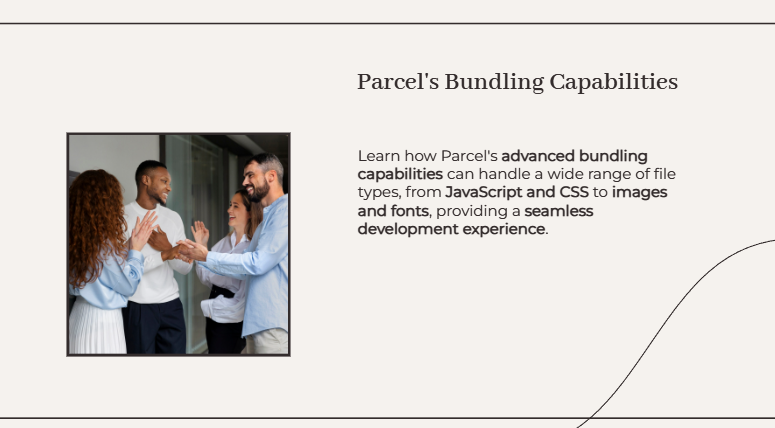 Parcel's Bundling Capabilities
Learn how Parcel's advanced bundling
capabilities can handle a wide range of file
types, from JavaScript and CSS to images
and fonts, providing a seamless
development experience.